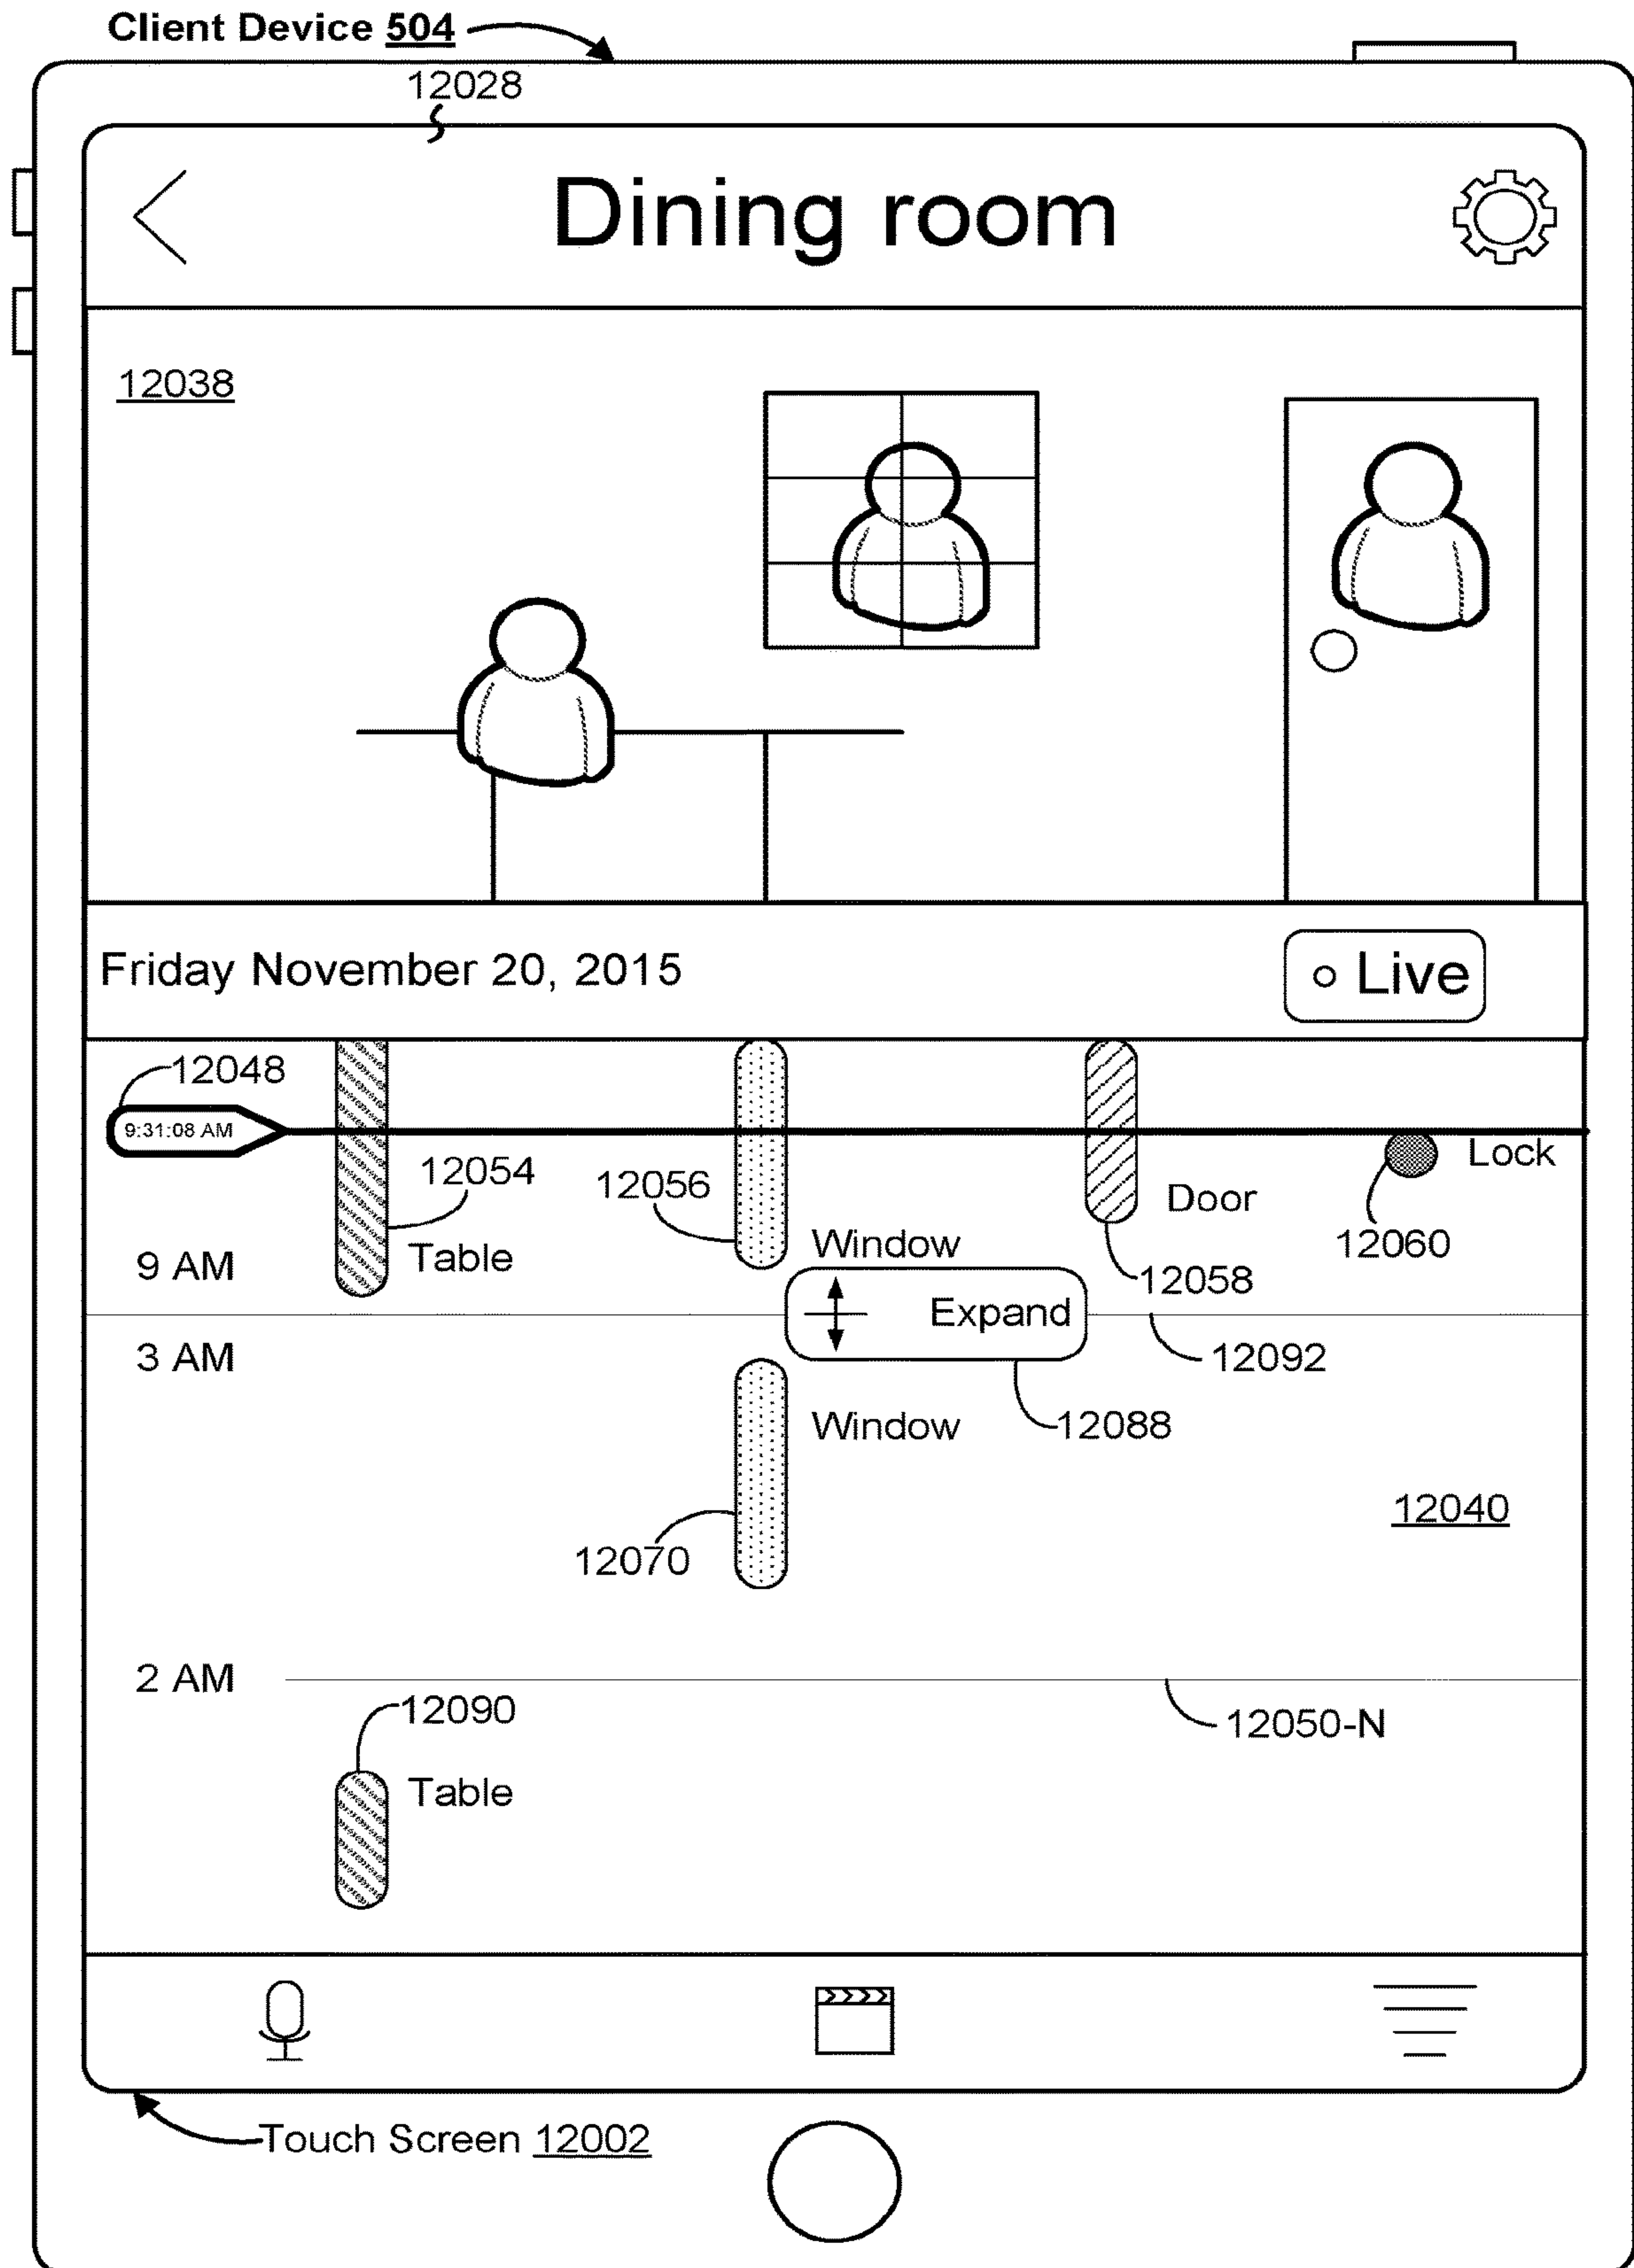 Client Device 504
12028
Dining room
12038
Friday November 20, 2015
Live
12048
9:31:08 AM
Lock
12054
12056
Door
Window
12060
9 AM
Table
12058
Expand
3 AM
12092
Window
12088
12040
12070
2 AM
12090
12050-N
Table
Touch Screen 12002